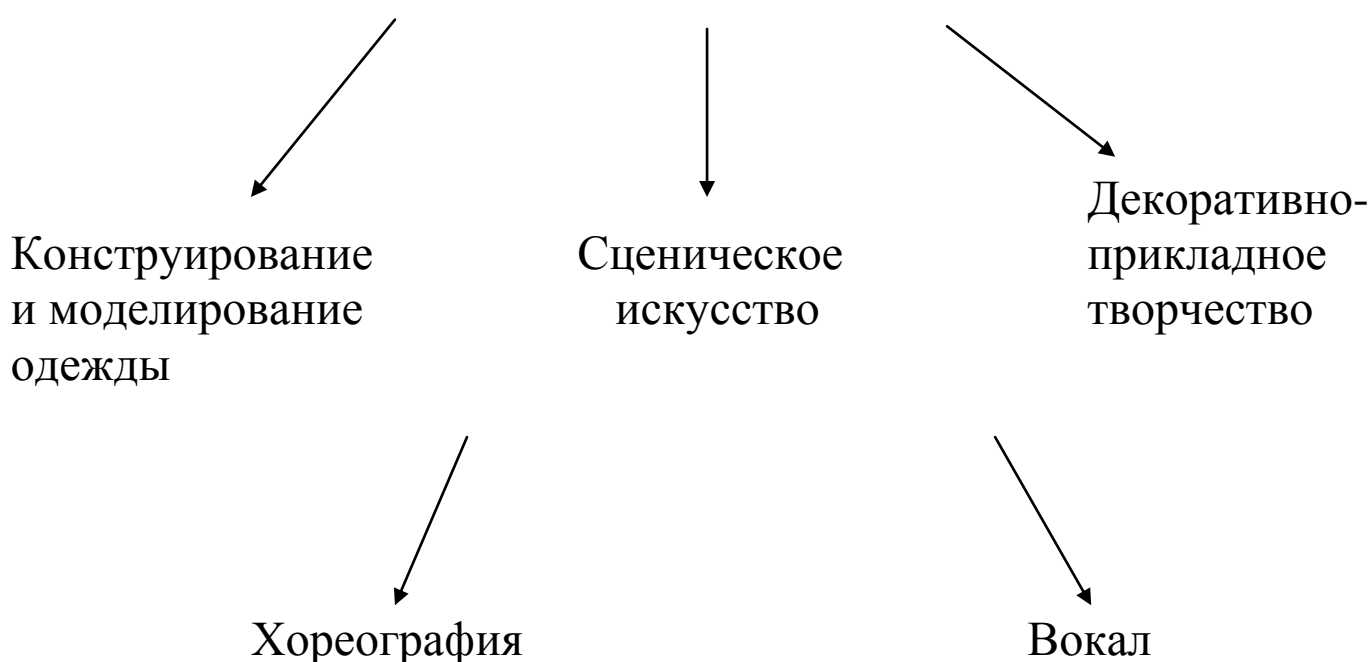 Конструирование
и моделирование
одежды
Сценическое
искусство
Декоративно-
прикладное
творчество
Хореография
Вокал